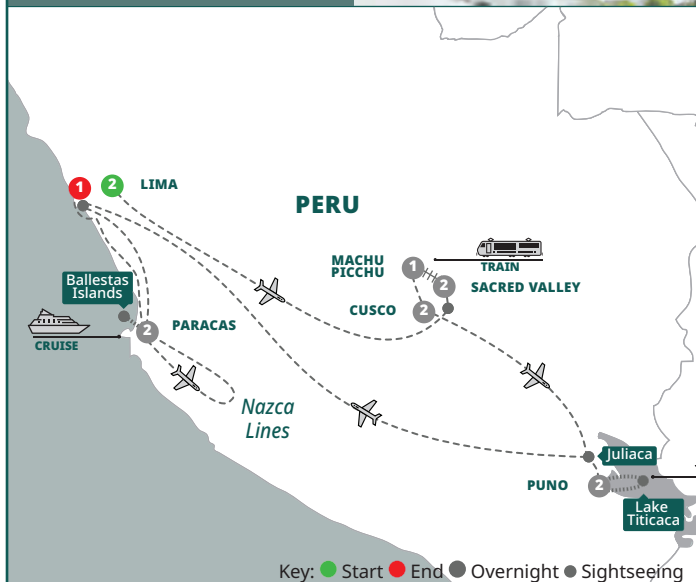 1
2
LIMA
PERU
MACHU
PICCHU
1
TRAIN
2
SACRED VALLEY
CUSCO
2
Ballestas
Islands
2
PARACAS
CRUISE
Nazca
Lines
Juliaca
PUNO
2
Lake
Titicaca
Key: Start End Overnight Sightseeing